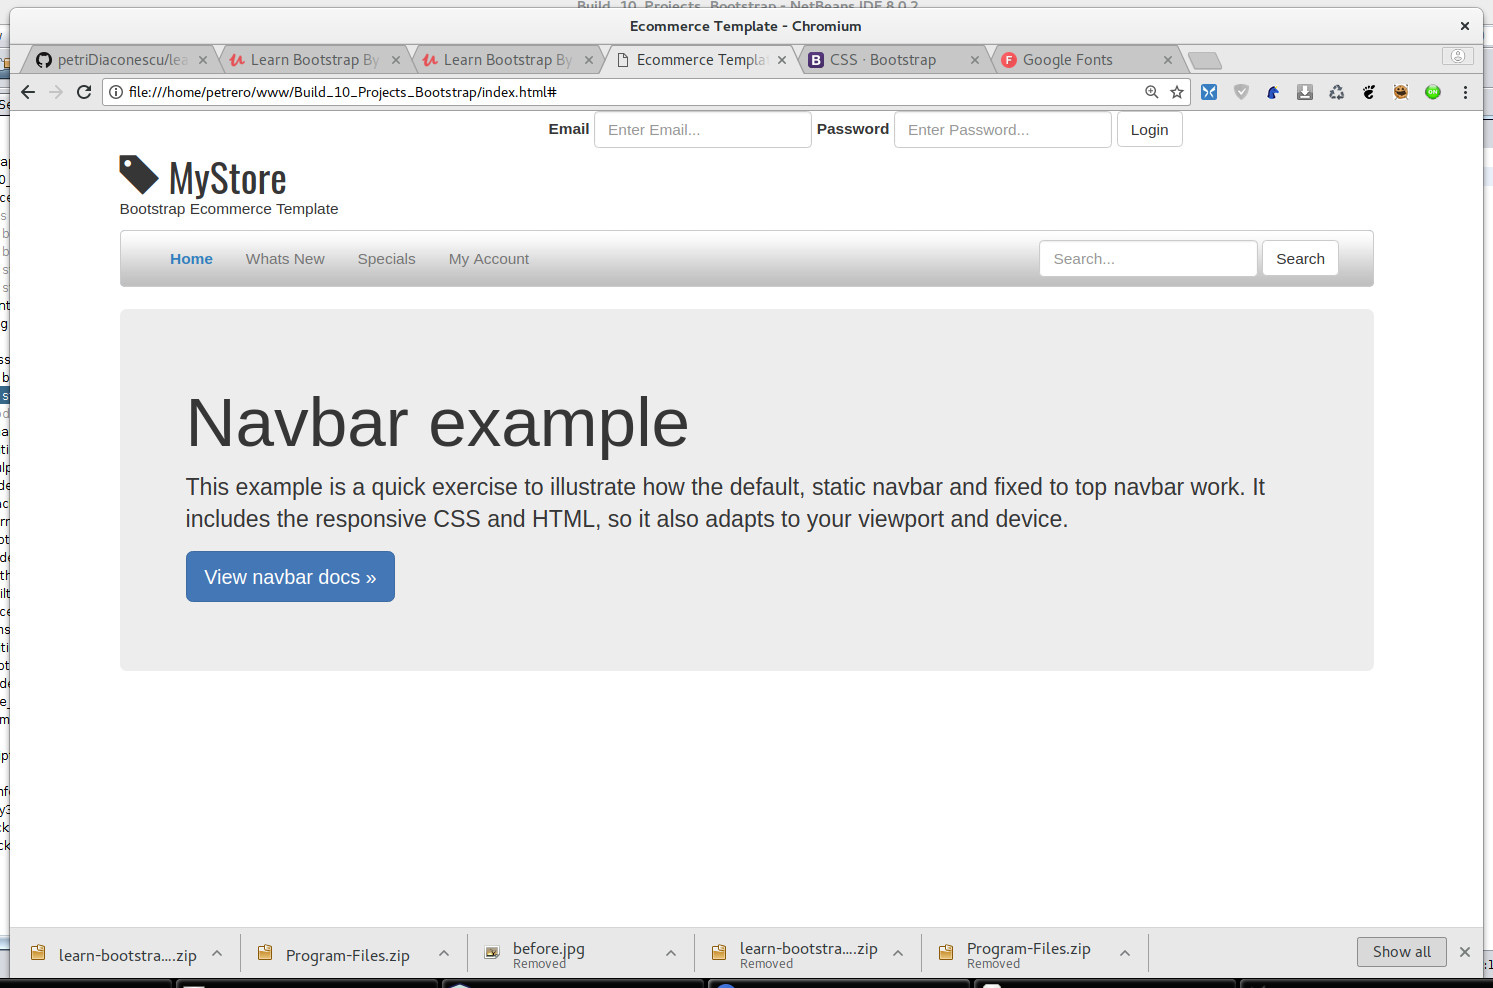 Build_10_Projects_Bootstrap - NetBeans IDE 8.0.2
Ecommerce Template - Chromium
petriDiaconescu/lea
Learn Bootstrap By
Learn Bootstrap By
Ecommerce Templa
CSS · Bootstrap
Google Fonts
file:///home/petrero/www/Build_10_Projects_Bootstrap/index.html#
ON
Email Enter Email... Password Enter Password... Login
MyStore
Bootstrap Ecommerce Template
Home Whats New Specials My Account Search... Search
Navbar example
This example is a quick exercise to illustrate how the default, static navbar and fixed to top navbar work. It
includes the responsive CSS and HTML, so it also adapts to your viewport and device.
View navbar docs »
learn-bootstra....zip
Program-Files.zip
before.jpg
Removed
learn-bootstra....zip
Removed
Program-Files.zip
Removed
Show all